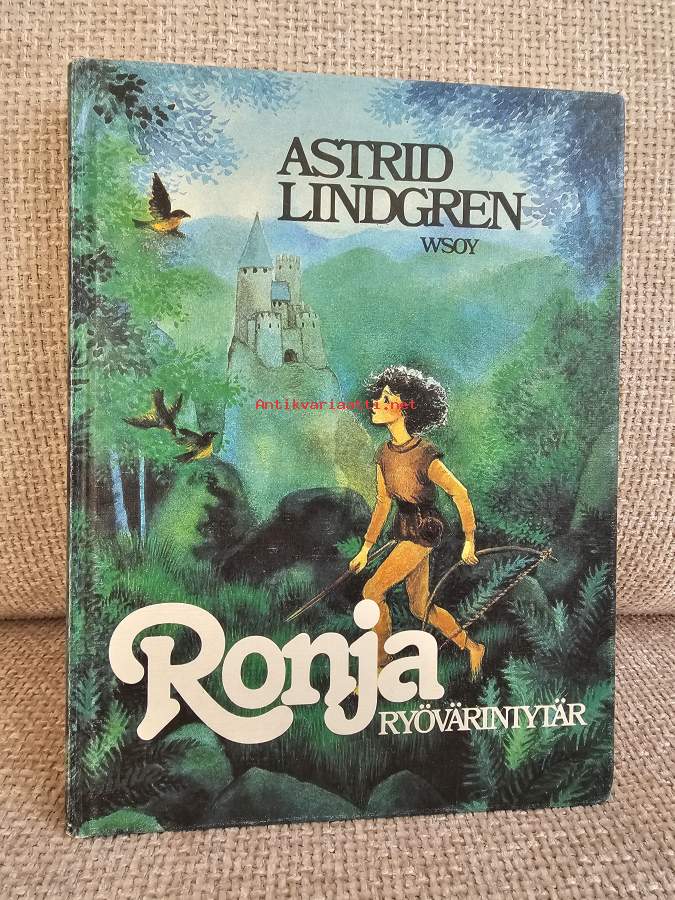 ASTRID
LINDGREN
WSOY
Antikvariaatti.net
Ronja
RYÖVÄRINTYTÄR